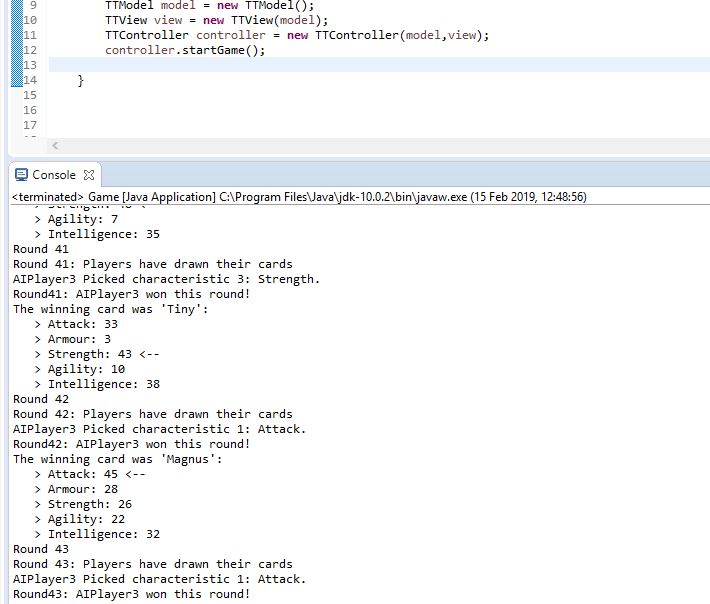 9 TTModel model = new TTModel();
10 TTView view = new TTView(model);
11 TTController controller = new TTController(model,view);
12 controller.startGame();
13
14 }
15
16
17
Console
<terminated> Game [Java Application] C:\Program Files\Java\jdk-10.0.2\bin\javaw.exe (15 Feb 2019, 12:48:56)
> Agility: 7
> Intelligence: 35
Round 41
Round 41: Players have drawn their cards
AIPlayer3 Picked characteristic 3: Strength.
Round41: AIPlayer3 won this round!
The winning card was 'Tiny':
> Attack: 33
> Armour: 3
> Strength: 43 <--
> Agility: 10
> Intelligence: 38
Round 42
Round 42: Players have drawn their cards
AIPlayer3 Picked characteristic 1: Attack.
Round42: AIPlayer3 won this round!
The winning card was 'Magnus':
> Attack: 45 <--
> Armour: 28
> Strength: 26
> Agility: 22
> Intelligence: 32
Round 43
Round 43: Players have drawn their cards
AIPlayer3 Picked characteristic 1: Attack.
Round43: AIPlayer3 won this round!